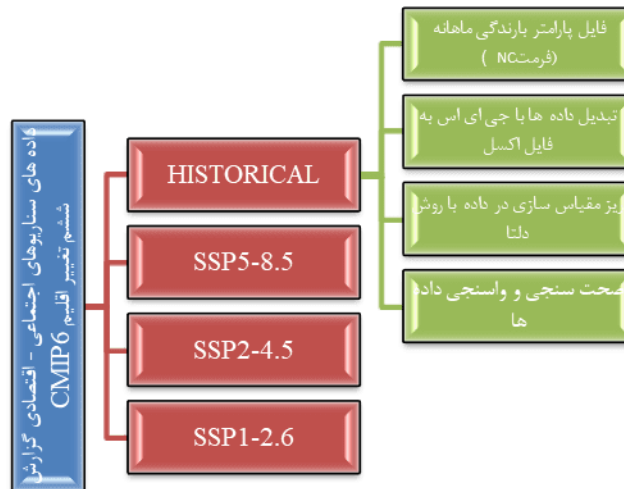 داده های سناریوهای اجتماعی - اقتصادی گزارش
ششم تغییر اقلیم CMIP6
HISTORICAL
SSP5-8.5
SSP2-4.5
SSP1-2.6
فایل پارامتر بارندگی ماهانه
(فرمتNC )
تبدیل داده ها با جی ای اس به
فایل اکسل
ریز مقیاس سازی در داده با روش
دلتا
صحت سنجی و واسنجی داده
ها